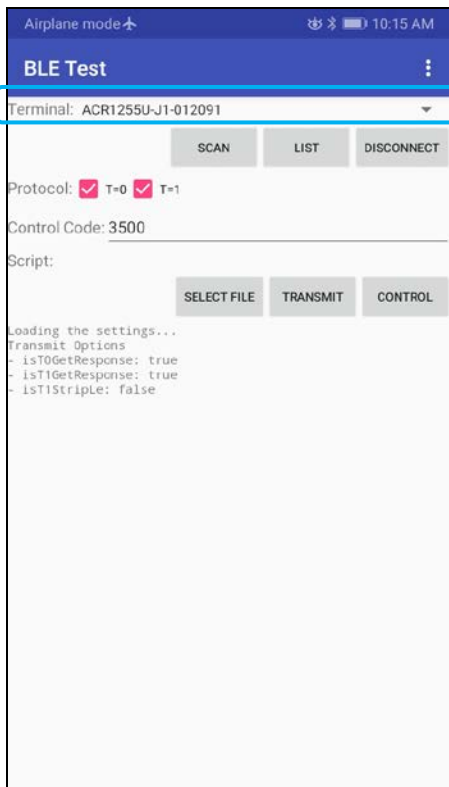 Airplane mode 10:15 AM
BLE Test
Terminal: ACR1255U-J1-012091
SCAN LIST DISCONNECT
Protocol: T=0 T=1
Control Code: 3500
Script:
SELECT FILE TRANSMIT CONTROL
Loading the settings...
Transmit Options
- isT0GetResponse: true
- isT1GetResponse: true
- isT1StripLe: false